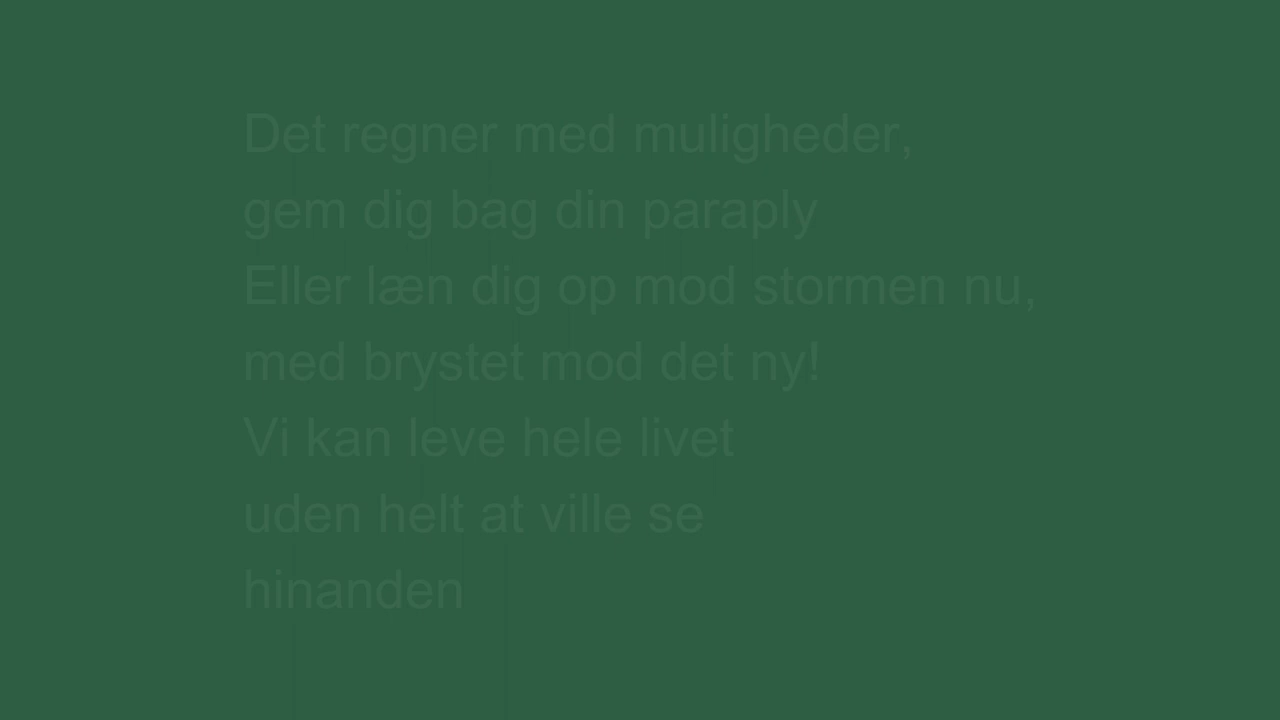 Det regner med muligheder,
gem dig bag din paraply
Eller læn dig op mod stormen nu,
med brystet mod det ny!
Vi kan leve hele livet
uden helt at ville se
hinanden